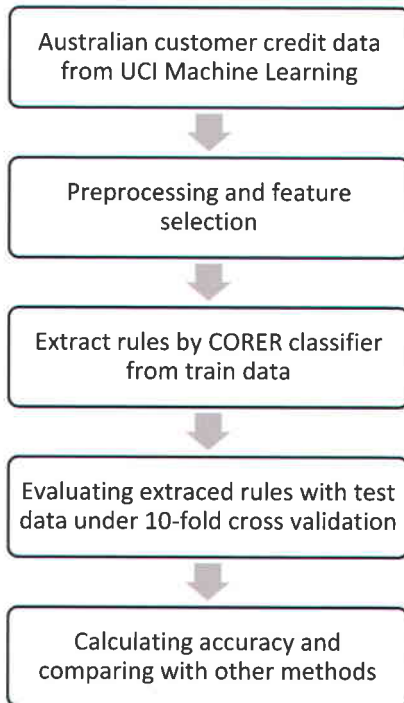 Australian customer credit data
from UCI Machine Learning
Preprocessing and feature
selection
Extract rules by CORER classifier
from train data
Evaluating extraced rules with test
data under 10-fold cross validation
Calculating accuracy and
comparing with other methods